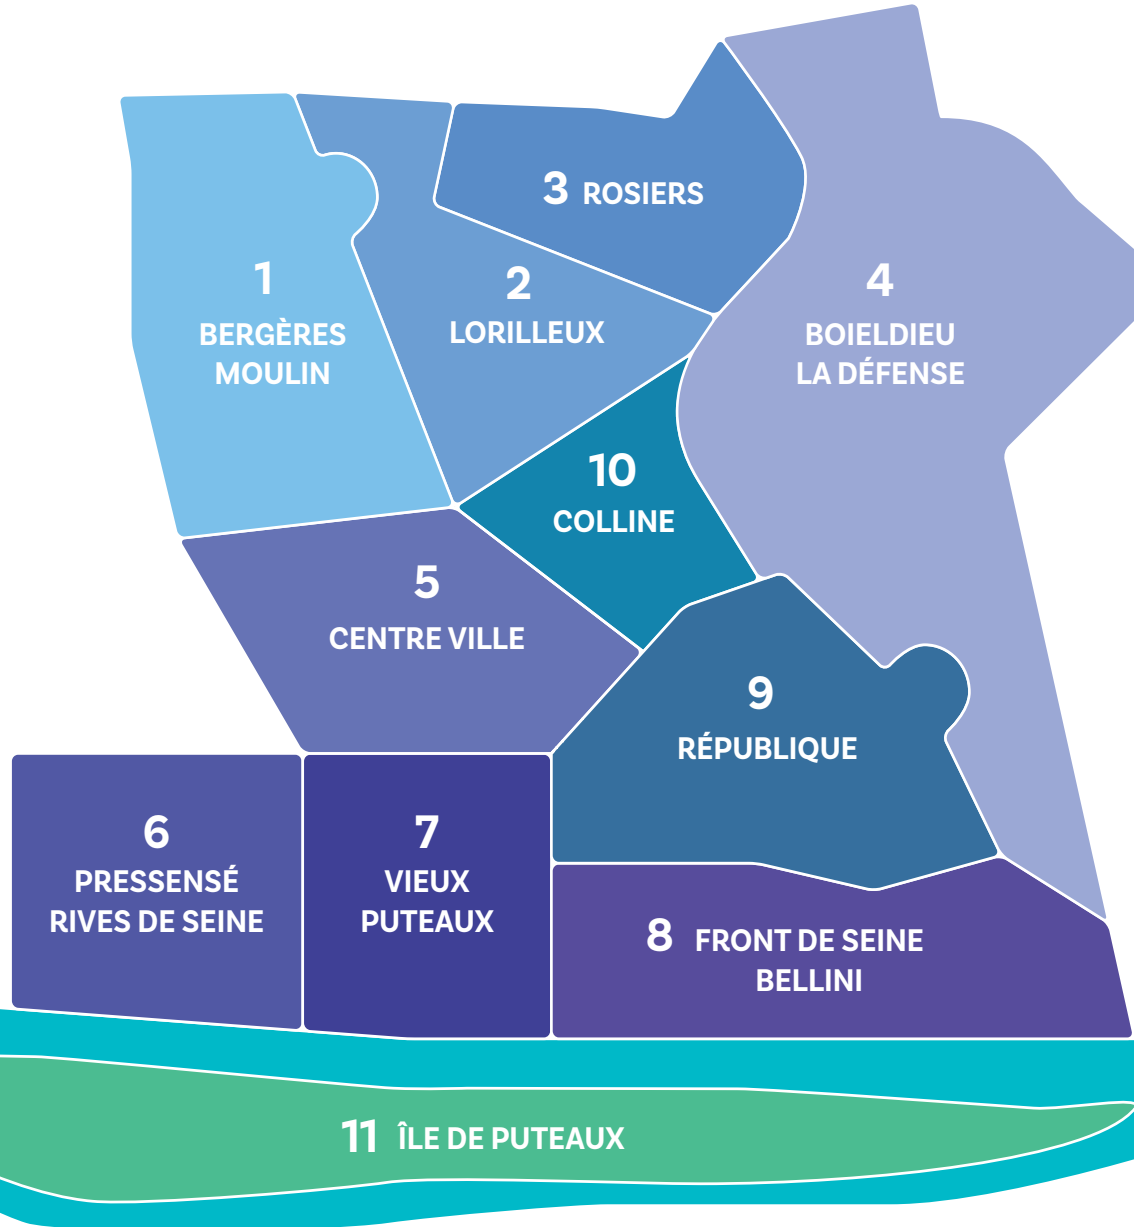 1
BERGÈRES
MOULIN
2
LORILLEUX
3 ROSIERS
4
BOIELDIEU
LA DÉFENSE
5
CENTRE VILLE
6
PRESSENSÉ
RIVES DE SEINE
7
VIEUX
PUTEAUX
8 FRONT DE SEINE
BELLINI
9
RÉPUBLIQUE
10
COLLINE
11 ÎLE DE PUTEAUX